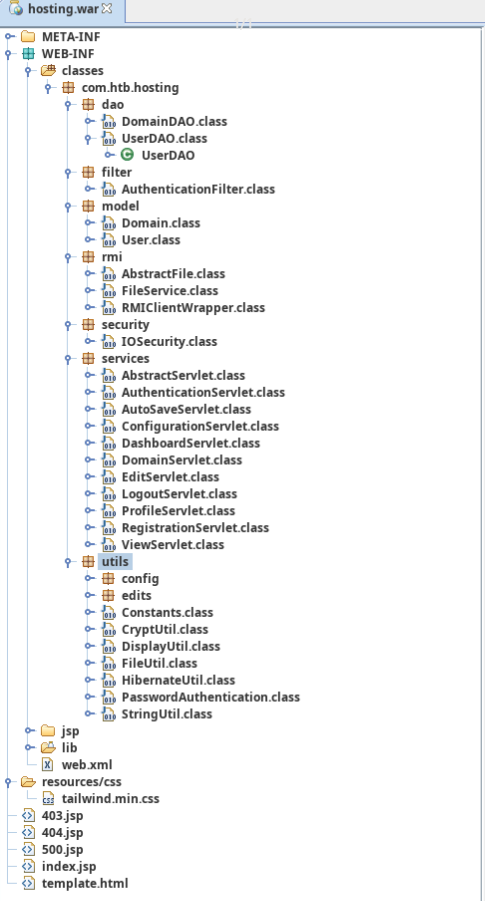 hosting.war
META-INF
WEB-INF
classes
com.htb.hosting
dao
DomainDAO.class
UserDAO.class
UserDAO
filter
AuthenticationFilter.class
model
Domain.class
User.class
rmi
AbstractFile.class
FileService.class
RMIClientWrapper.class
security
IOSecurity.class
services
AbstractServlet.class
AuthenticationServlet.class
AutoSaveServlet.class
ConfigurationServlet.class
DashboardServlet.class
DomainServlet.class
EditServlet.class
LogoutServlet.class
ProfileServlet.class
RegistrationServlet.class
ViewServlet.class
utils
config
edits
Constants.class
CryptUtil.class
DisplayUtil.class
FileUtil.class
HibernateUtil.class
PasswordAuthentication.class
StringUtil.class
jsp
lib
web.xml
resources/css
tailwind.min.css
403.jsp
404.jsp
500.jsp
index.jsp
template.html